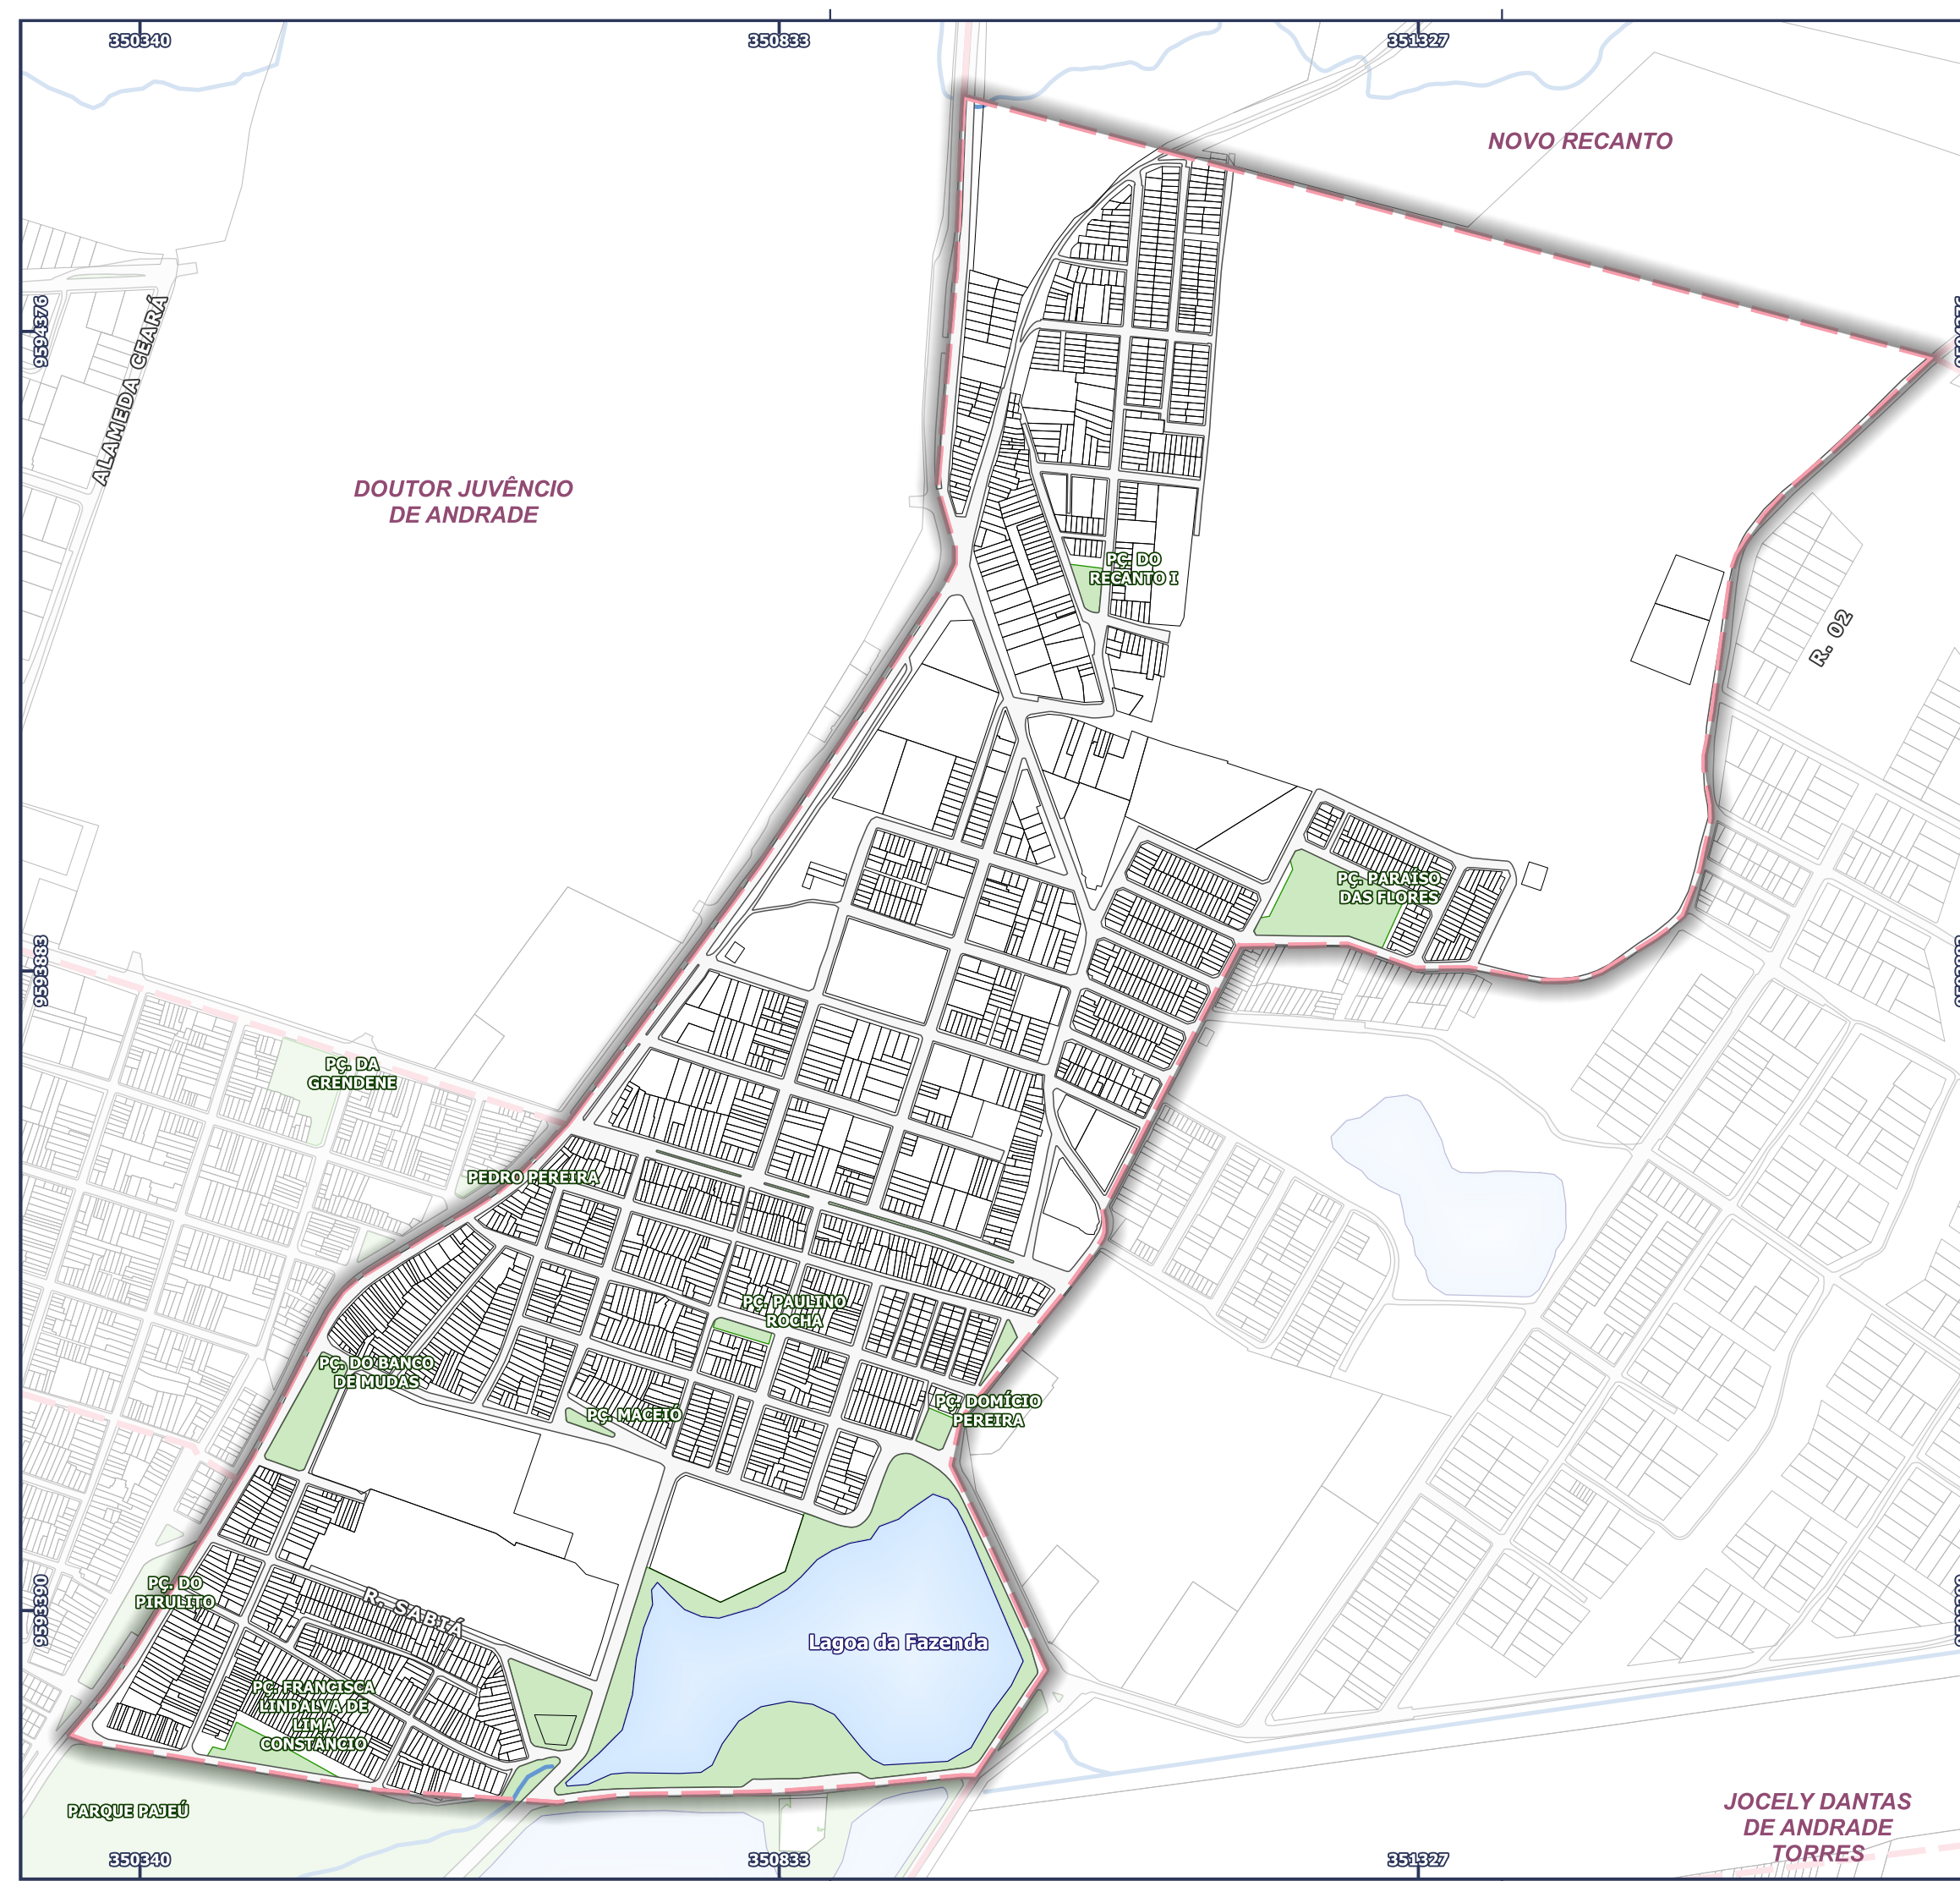 350340
350833
351327
NOVO RECANTO
9594376
ALAMEDA CEARÁ
DOUTOR JUVÊNCIO
DE ANDRADE
PÇ. DO
RECANTO I
R. 02
PÇ. PARAÍSO
DAS FLORES
9593883
PÇ. DA
GRENDENE
PEDRO PEREIRA
PÇ. PAULINO
ROCHA
PÇ. DO BANCO
DE MUDAS
PÇ. DOMÍCIO
PEREIRA
PÇ. MACEIÓ
PÇ. DO
PIRULITO
R. SABIÁ
9593390
Lagoa da Fazenda
PÇ. FRANCISCA
LINDALVA DE
LIMA
CONSTÂNCIO
PARQUE PAJEÚ
JOCELY DANTAS
DE ANDRADE
TORRES
350340
350833
351327